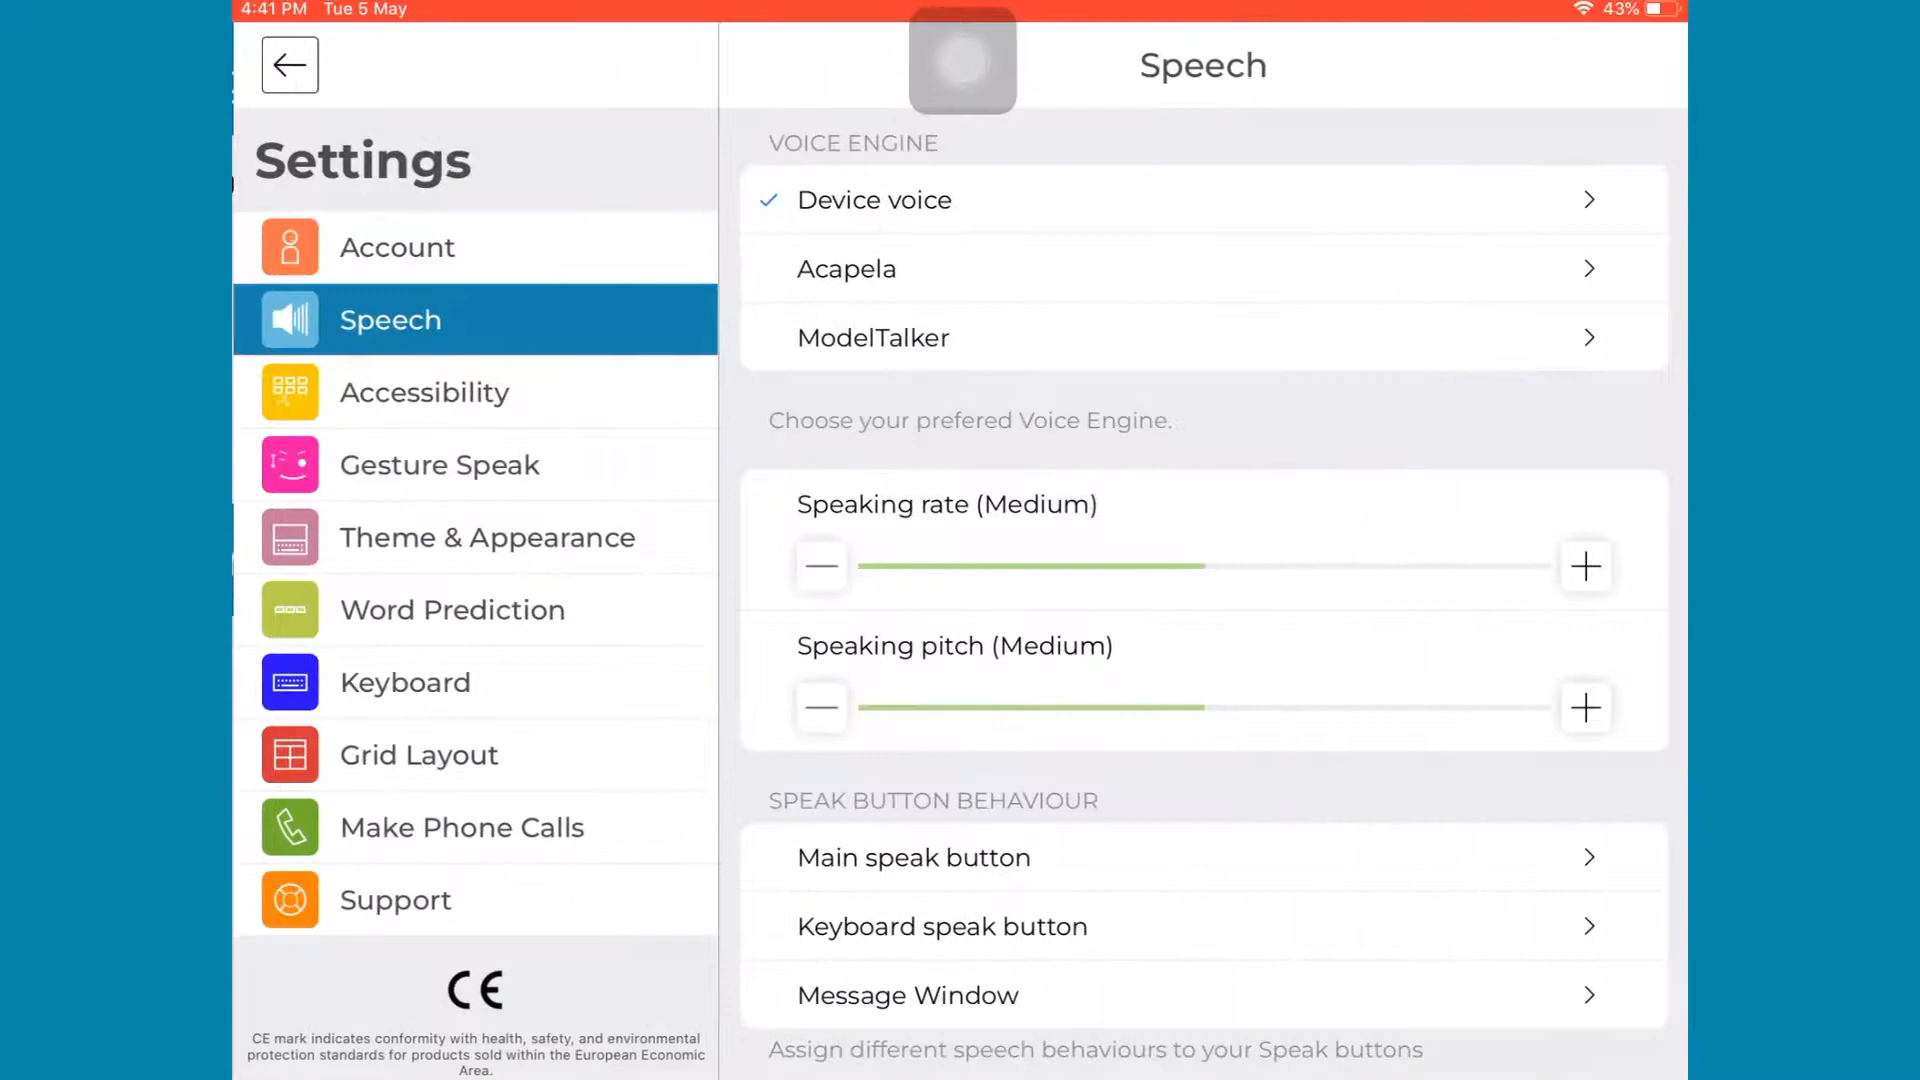 4:41 PM Tue 5 May
43%
Speech
Settings
Account
Speech
Accessibility
Gesture Speak
Theme & Appearance
Word Prediction
Keyboard
Grid Layout
Make Phone Calls
Support
CE
CE mark indicates conformity with health, safety, and environmental
protection standards for products sold within the European Economic
Area.
VOICE ENGINE
Device voice
Acapela
ModelTalker
Choose your prefered Voice Engine.
Speaking rate (Medium)
Speaking pitch (Medium)
SPEAK BUTTON BEHAVIOUR
Main speak button
Keyboard speak button
Message Window
Assign different speech behaviours to your Speak buttons